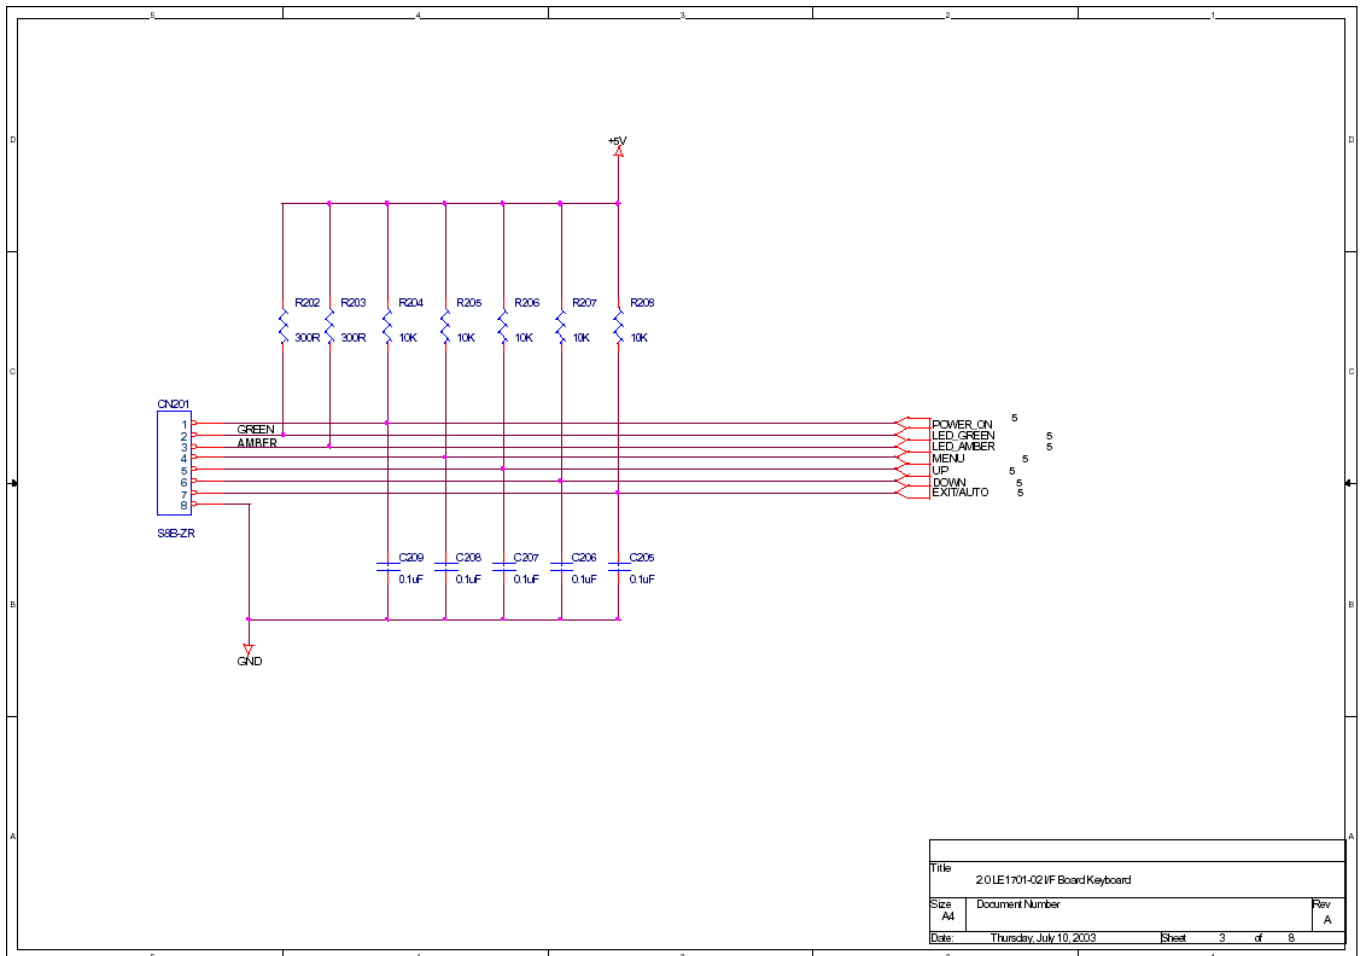 5 4 3 2 1
D D
+5V
R202 R203 R204 R205 R206 R207 R208
300R 300R 10K 10K 10K 10K 10K
C C
CN201
1 POWER_ON 5
GREEN
2 LED_GREEN 5
AMBER
3 LED_AMBER 5
4 MENU 5
5 UP 5
6 DOWN 5
7 EXIT/AUTO 5
8
S8B-ZR
C209 C208 C207 C206 C205
0.1uF 0.1uF 0.1uF 0.1uF 0.1uF
B B
GND
A A
Title
2.0 LE1701-02 I/F Board Keyboard
Size Document Number Rev
A4 A
Date: Thursday, July 10, 2003 Sheet 3 of 8